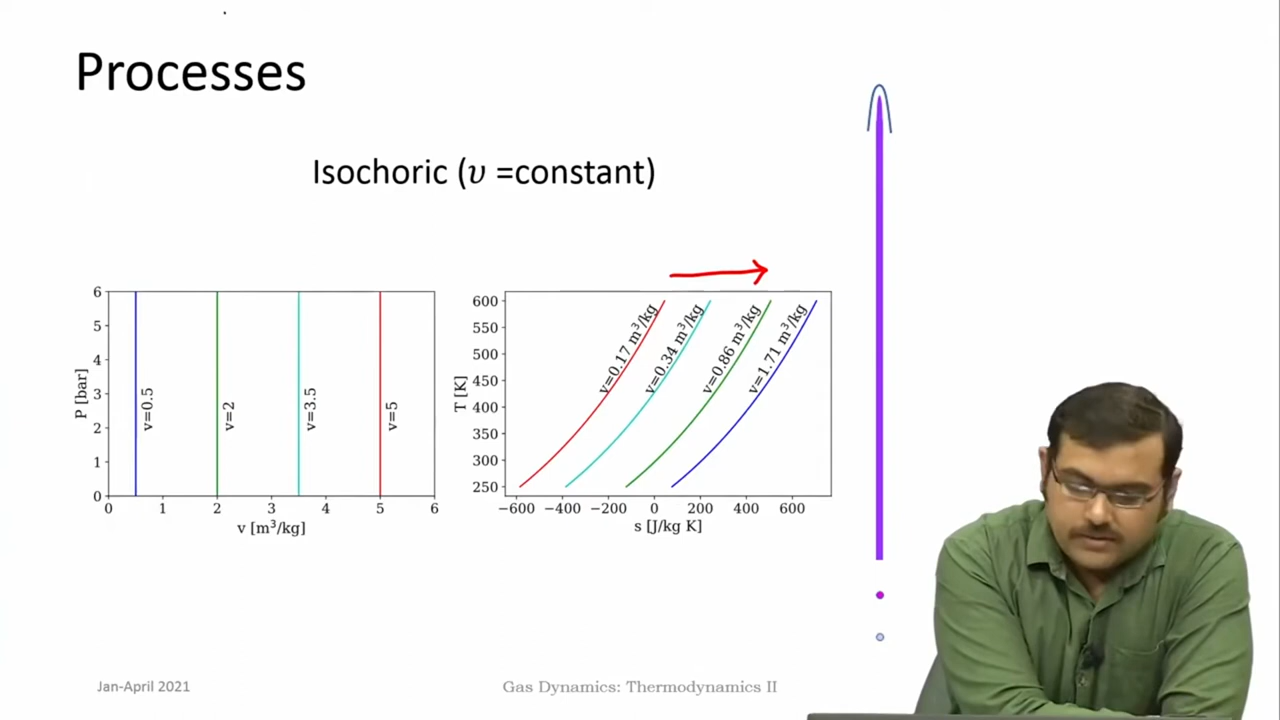 Processes
Isochoric (υ =constant)
6
5
4
3
2
1
0
P [bar]
v=0.5
v=2
v=3.5
v=5
0 1 2 3 4 5 6
v [m³/kg]
600
550
500
450
400
350
300
250
T [K]
v=0.17 m³/kg
v=0.34 m³/kg
v=0.86 m³/kg
v=1.71 m³/kg
−600 −400 −200 0 200 400 600
s [J/kg K]
Jan-April 2021
Gas Dynamics: Thermodynamics II